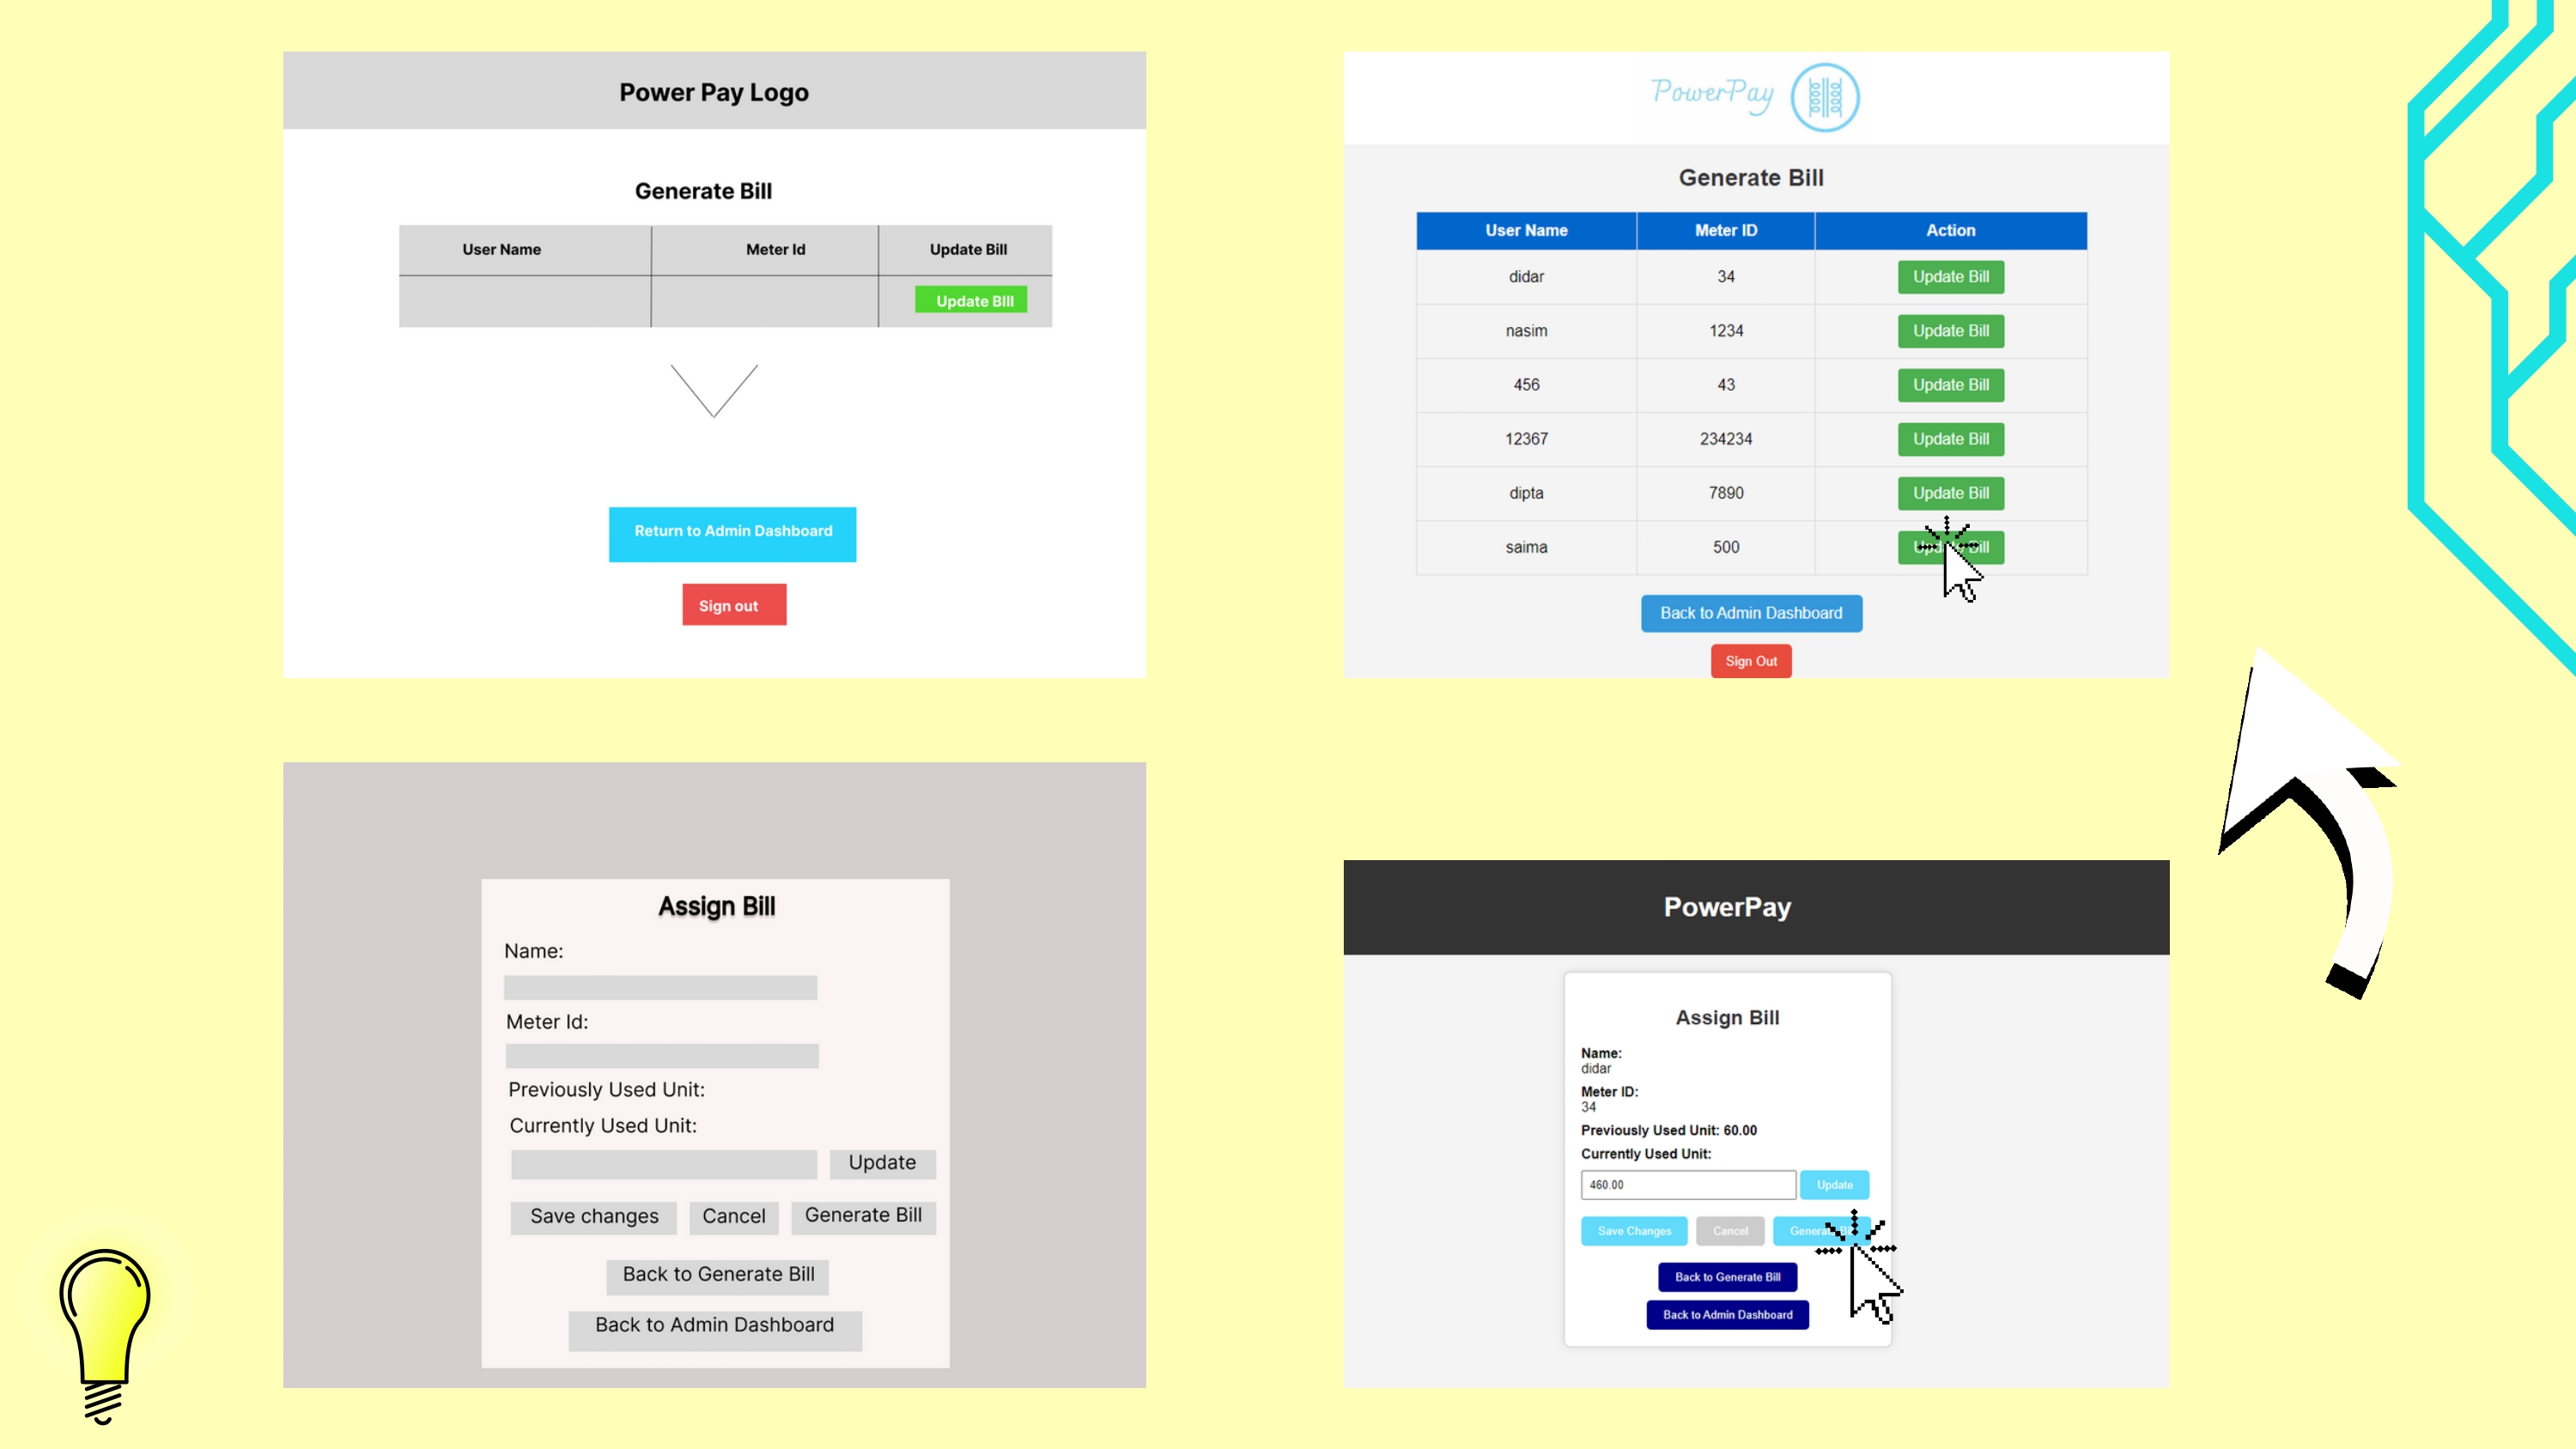 Power Pay Logo
Generate Bill
User Name Meter Id Update Bill
Update BIll
Return to Admin Dashboard
Sign out
PowerPay
Generate Bill
User Name Meter ID Action
didar 34 Update Bill
nasim 1234 Update Bill
456 43 Update Bill
12367 234234 Update Bill
dipta 7890 Update Bill
saima 500 Update Bill
Back to Admin Dashboard
Sign Out
Assign Bill
Name:
Meter Id:
Previously Used Unit:
Currently Used Unit:
Update
Save changes Cancel Generate Bill
Back to Generate Bill
Back to Admin Dashboard
PowerPay
Assign Bill
Name:
didar
Meter ID:
34
Previously Used Unit: 60.00
Currently Used Unit:
460.00 Update
Save Changes Cancel Generate Bill
Back to Generate Bill
Back to Admin Dashboard